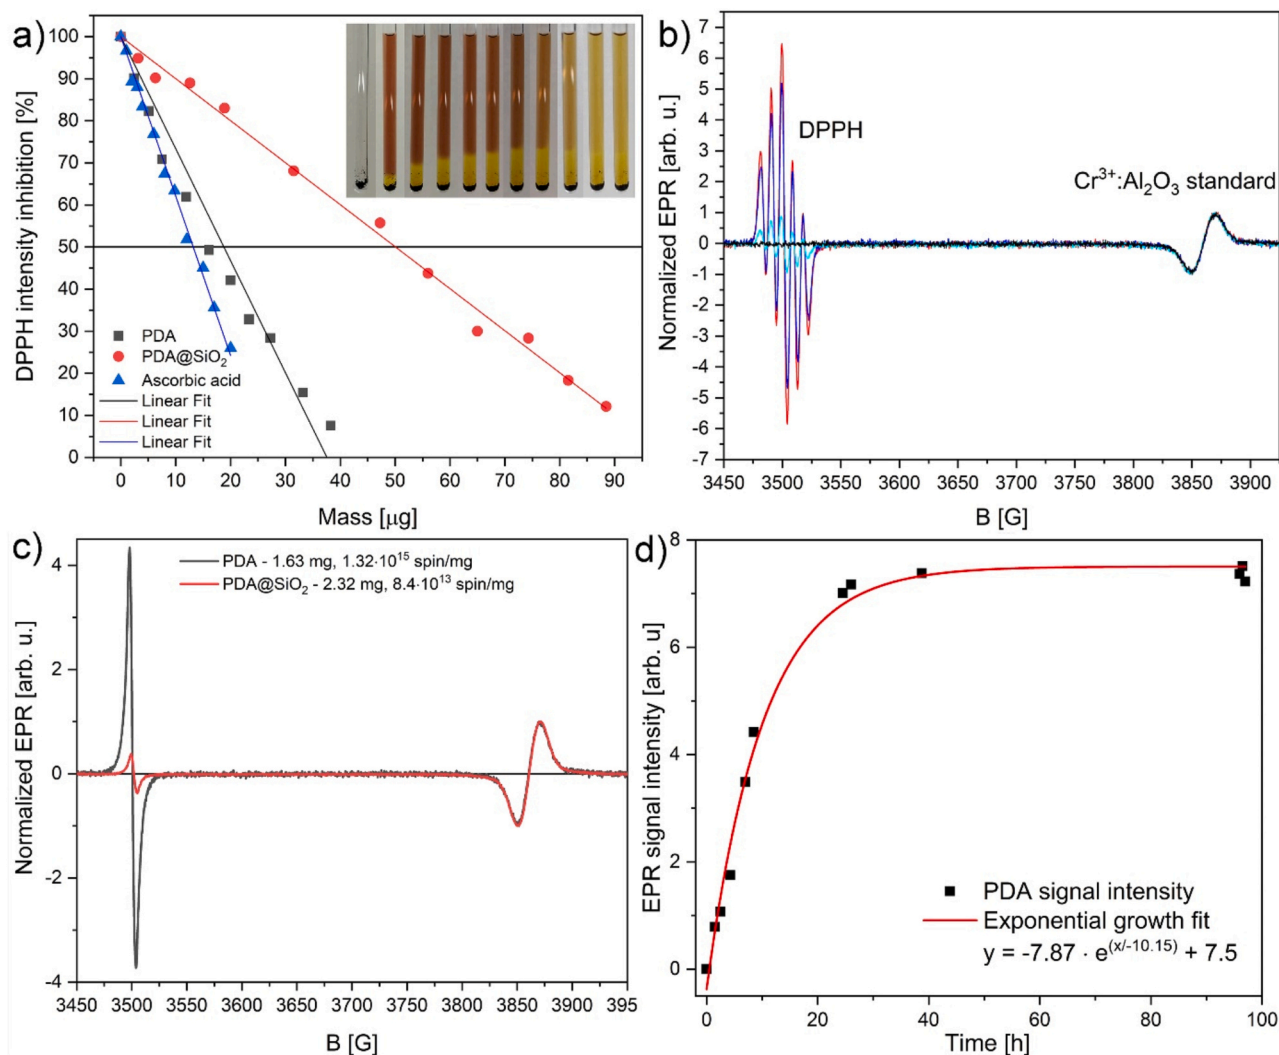 a)
DPPH intensity inhibition [%]
100
90
80
70
60
50
40
30
20
10
0
PDA
PDA@SiO₂
Ascorbic acid
Linear Fit
Linear Fit
Linear Fit
0 10 20 30 40 50 60 70 80 90
Mass [µg]
b)
Normalized EPR [arb. u.]
7
6
5
4
3
2
1
0
-1
-2
-3
-4
-5
-6
-7
DPPH
Cr³⁺:Al₂O₃ standard
3450 3500 3550 3600 3650 3700 3750 3800 3850 3900
B [G]
c)
Normalized EPR [arb. u.]
4
2
0
-2
-4
PDA - 1.63 mg, 1.32·10¹⁵ spin/mg
PDA@SiO₂ - 2.32 mg, 8.4·10¹³ spin/mg
3450 3500 3550 3600 3650 3700 3750 3800 3850 3900 3950
B [G]
d)
EPR signal intensity [arb. u]
8
6
4
2
0
PDA signal intensity
Exponential growth fit
y = -7.87 · e^(x/-10.15) + 7.5
0 20 40 60 80 100
Time [h]